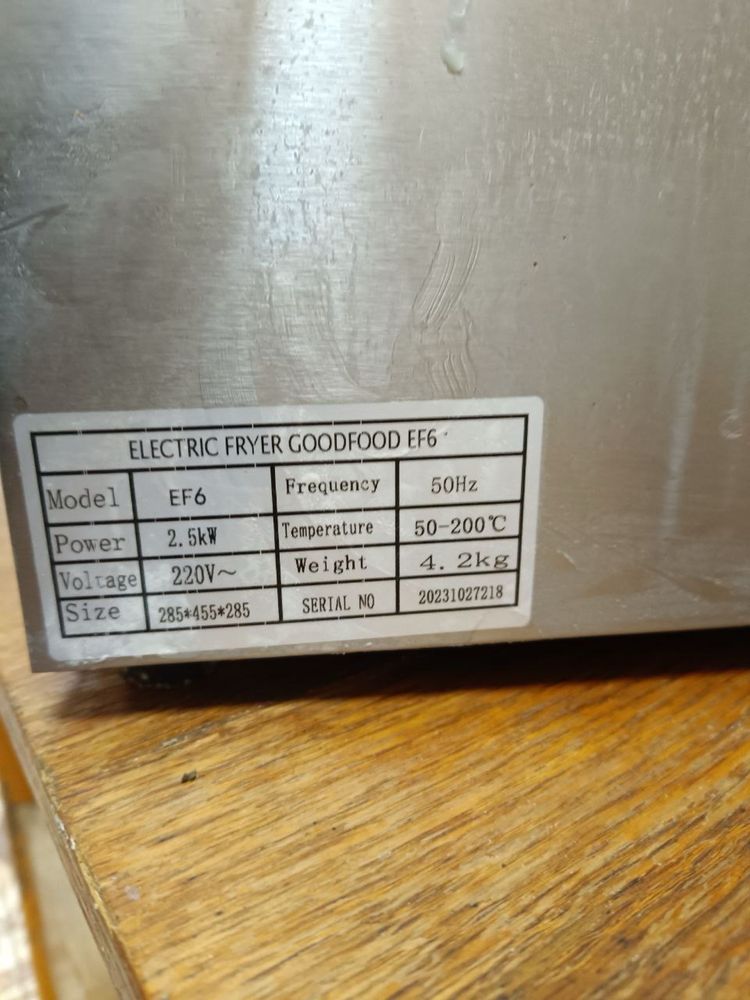 ELECTRIC FRYER GOODFOOD EF6
Model EF6 Frequency 50Hz
Power 2.5kW Temperature 50-200℃
Voltage 220V~ Weight 4.2kg
Size 285*455*285 SERIAL NO 20231027218